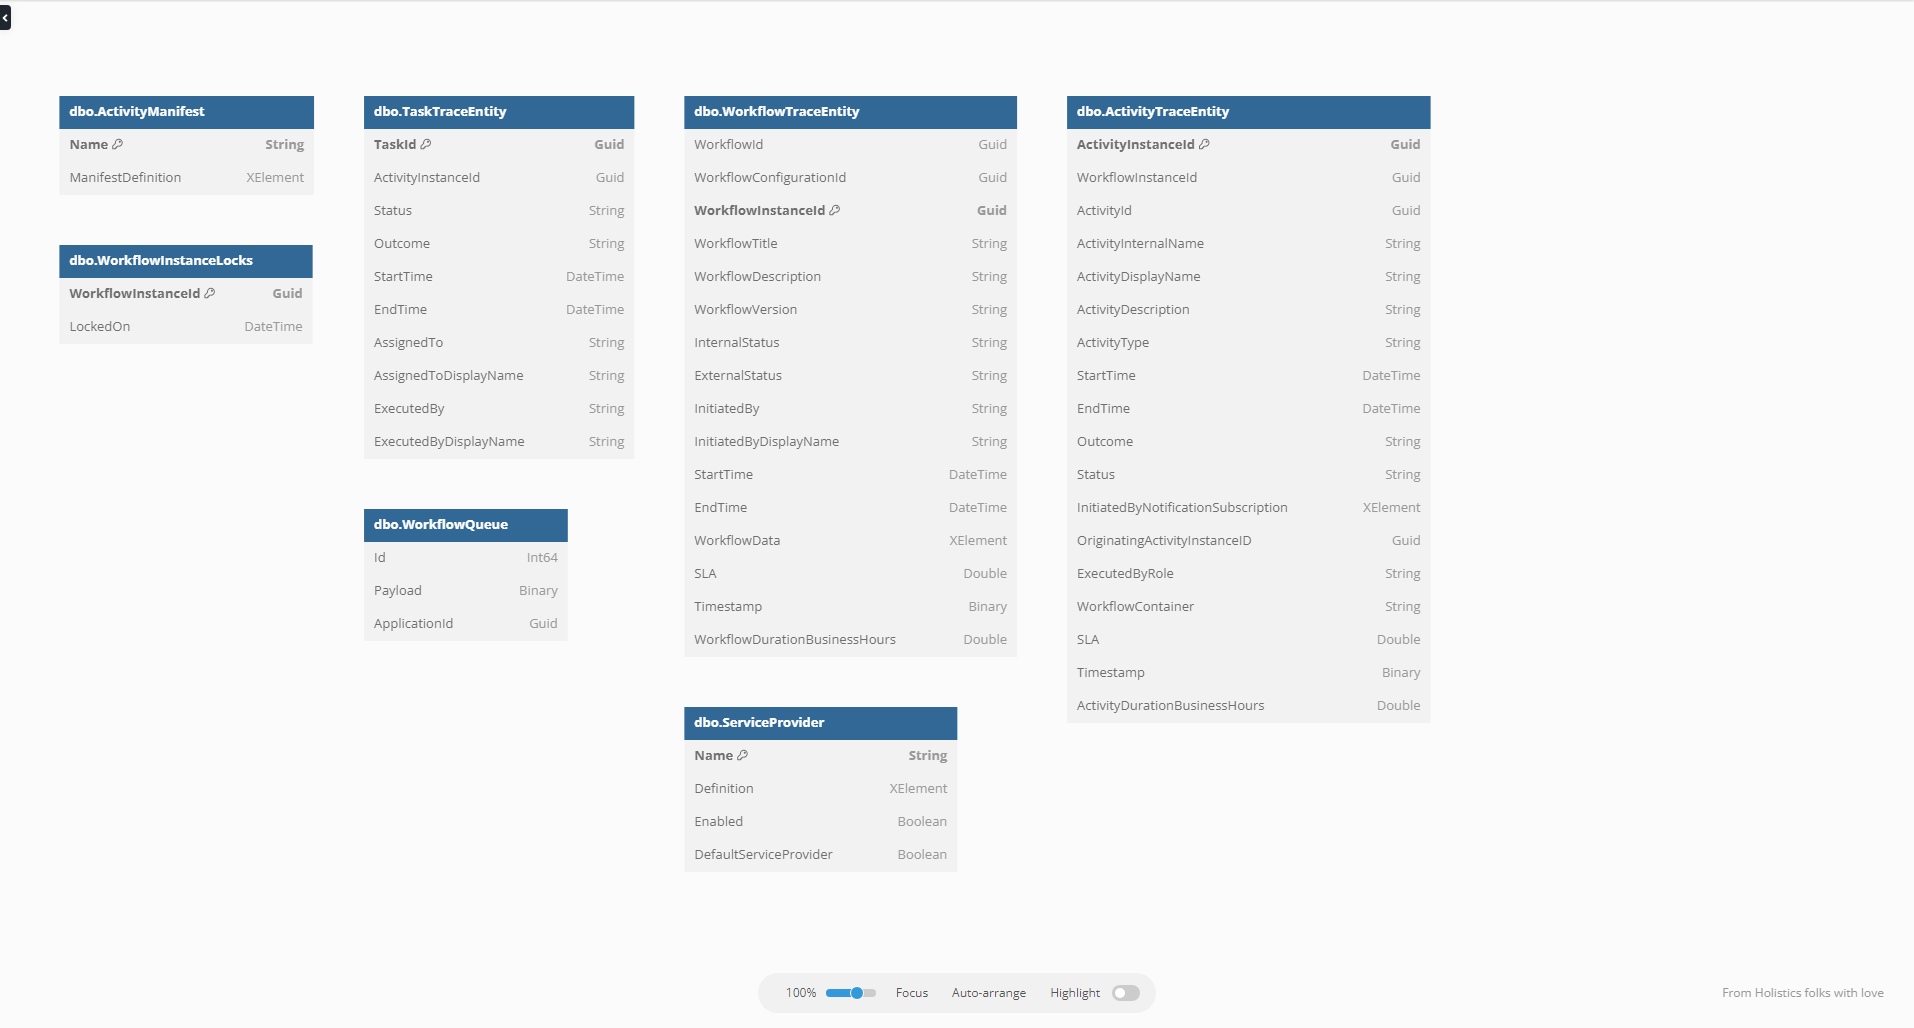 dbo.ActivityManifest
Name String
ManifestDefinition XElement
dbo.WorkflowInstanceLocks
WorkflowInstanceId Guid
LockedOn DateTime
dbo.TaskTraceEntity
TaskId Guid
ActivityInstanceId Guid
Status String
Outcome String
StartTime DateTime
EndTime DateTime
AssignedTo String
AssignedToDisplayName String
ExecutedBy String
ExecutedByDisplayName String
dbo.WorkflowQueue
Id Int64
Payload Binary
ApplicationId Guid
dbo.WorkflowTraceEntity
WorkflowId Guid
WorkflowConfigurationId Guid
WorkflowInstanceId Guid
WorkflowTitle String
WorkflowDescription String
WorkflowVersion String
InternalStatus String
ExternalStatus String
InitiatedBy String
InitiatedByDisplayName String
StartTime DateTime
EndTime DateTime
WorkflowData XElement
SLA Double
Timestamp Binary
WorkflowDurationBusinessHours Double
dbo.ServiceProvider
Name String
Definition XElement
Enabled Boolean
DefaultServiceProvider Boolean
dbo.ActivityTraceEntity
ActivityInstanceId Guid
WorkflowInstanceId Guid
ActivityId Guid
ActivityInternalName String
ActivityDisplayName String
ActivityDescription String
ActivityType String
StartTime DateTime
EndTime DateTime
Outcome String
Status String
InitiatedByNotificationSubscription XElement
OriginatingActivityInstanceID Guid
ExecutedByRole String
WorkflowContainer String
SLA Double
Timestamp Binary
ActivityDurationBusinessHours Double
100% Focus Auto-arrange Highlight
From Holistics folks with love